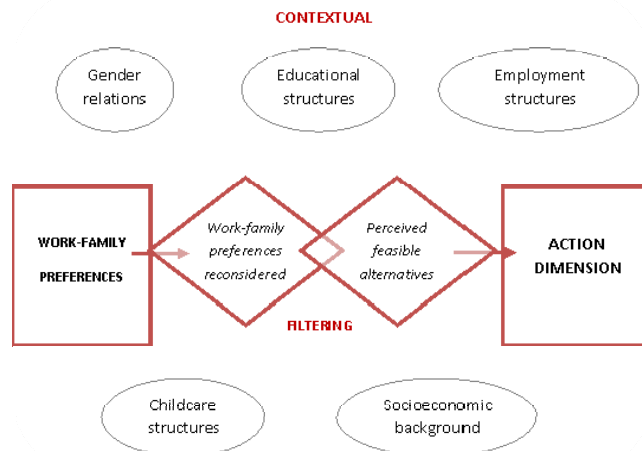 CONTEXTUAL
Gender
relations
Educational
structures
Employment
structures
WORK-FAMILY
PREFERENCES
Work-family
preferences
reconsidered
Perceived
feasible
alternatives
ACTION
DIMENSION
FILTERING
Childcare
structures
Socioeconomic
background